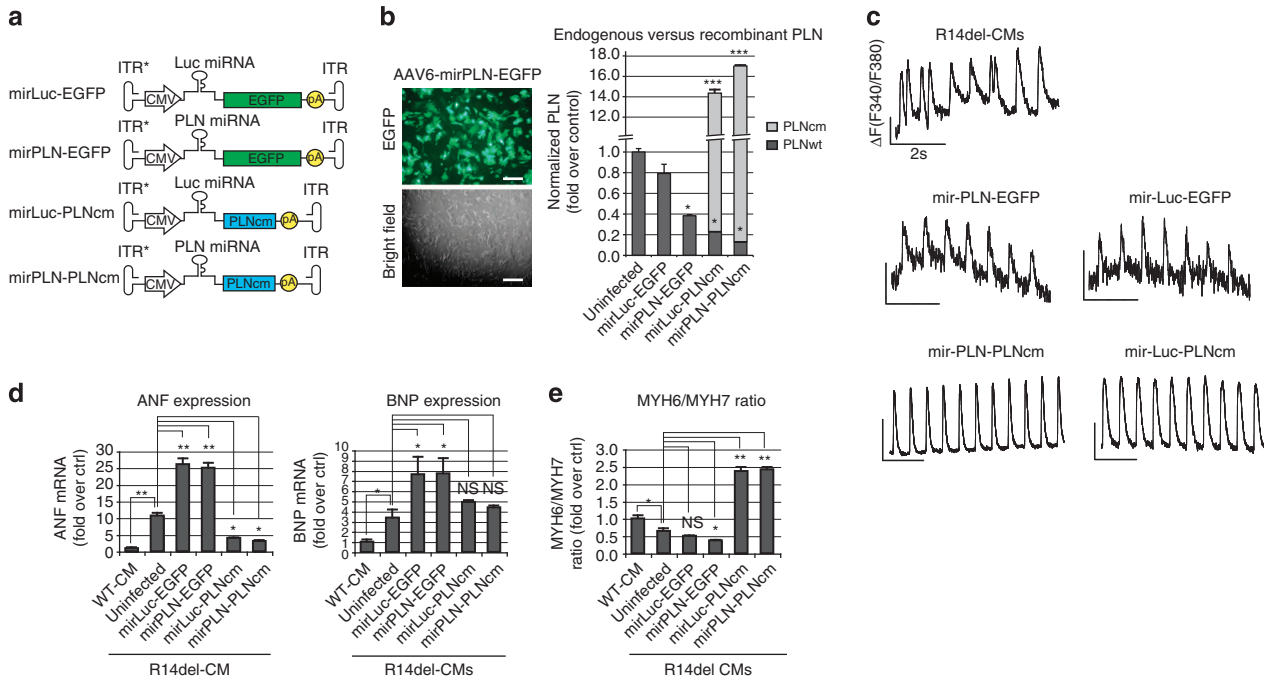 a
ITR*
Luc miRNA
ITR
mirLuc-EGFP
CMV
EGFP
pA
ITR*
PLN miRNA
ITR
mirPLN-EGFP
CMV
EGFP
pA
ITR*
Luc miRNA
ITR
mirLuc-PLNcm
CMV
PLNcm
pA
ITR*
PLN miRNA
ITR
mirPLN-PLNcm
CMV
PLNcm
pA
b
AAV6-mirPLN-EGFP
EGFP
Bright field
Endogenous versus recombinant PLN
Normalized PLN
(fold over control)
18.0
16.0
14.0
12.0
1.0
0.8
0.6
0.4
0.2
0.0
*
***
*
***
*
PLNcm
PLNwt
Uninfected
mirLuc-EGFP
mirPLN-EGFP
mirLuc-PLNcm
mirPLN-PLNcm
c
R14del-CMs
ΔF(F340/F380)
2s
mir-PLN-EGFP
mir-Luc-EGFP
mir-PLN-PLNcm
mir-Luc-PLNcm
d
ANF expression
ANF mRNA
(fold over ctrl)
30
25
20
15
10
5
0
**
**
**
*
*
WT-CM
Uninfected
mirLuc-EGFP
mirPLN-EGFP
mirLuc-PLNcm
mirPLN-PLNcm
R14del-CM
BNP expression
BNP mRNA
(fold over ctrl)
10
9
8
7
6
5
4
3
2
1
0
*
*
*
NS
NS
WT-CM
Uninfected
mirLuc-EGFP
mirPLN-EGFP
mirLuc-PLNcm
mirPLN-PLNcm
R14del-CMs
e
MYH6/MYH7 ratio
MYH6/MYH7
ratio (fold over ctrl)
3.0
2.5
2.0
1.5
1.0
0.5
0.0
*
NS
*
**
**
WT-CM
Uninfected
mirLuc-EGFP
mirPLN-EGFP
mirLuc-PLNcm
mirPLN-PLNcm
R14del CMs